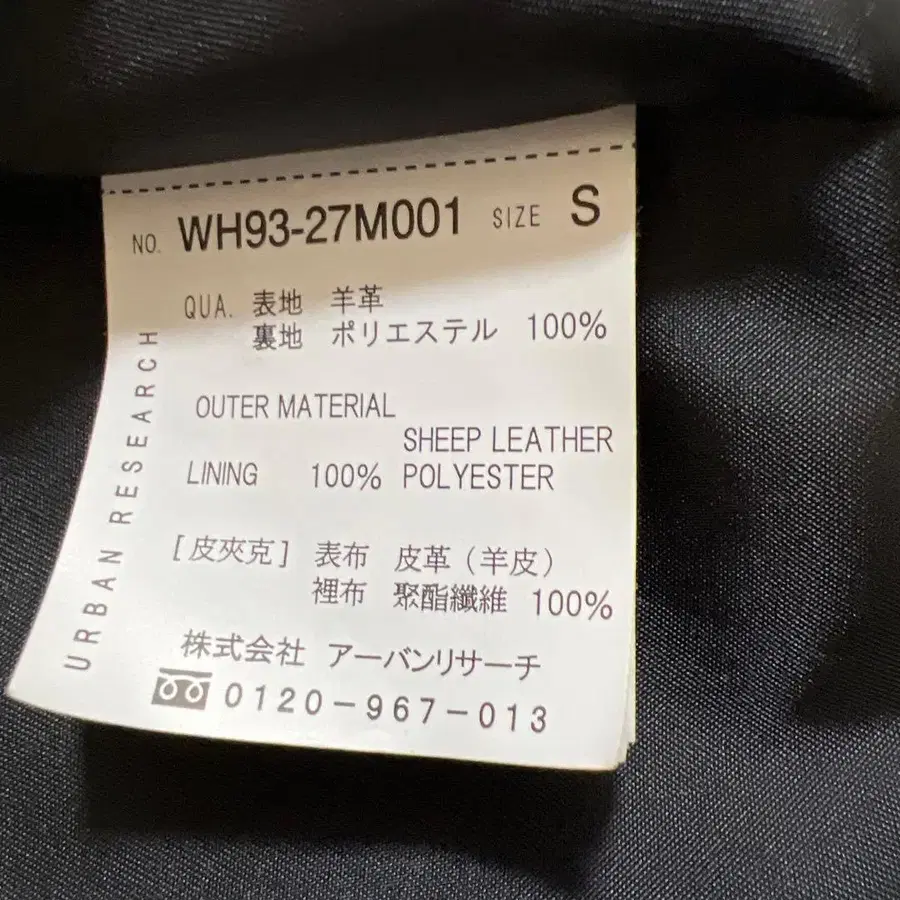 NO. WH93-27M001 SIZE S
QUA. 表地 羊革
裏地 ポリエステル 100%
OUTER MATERIAL
SHEEP LEATHER
LINING 100% POLYESTER
[皮夾克] 表布 皮革(羊皮)
裡布 聚酯纖維 100%
株式会社 アーバンリサーチ
0120-967-013
URBAN RESEARCH